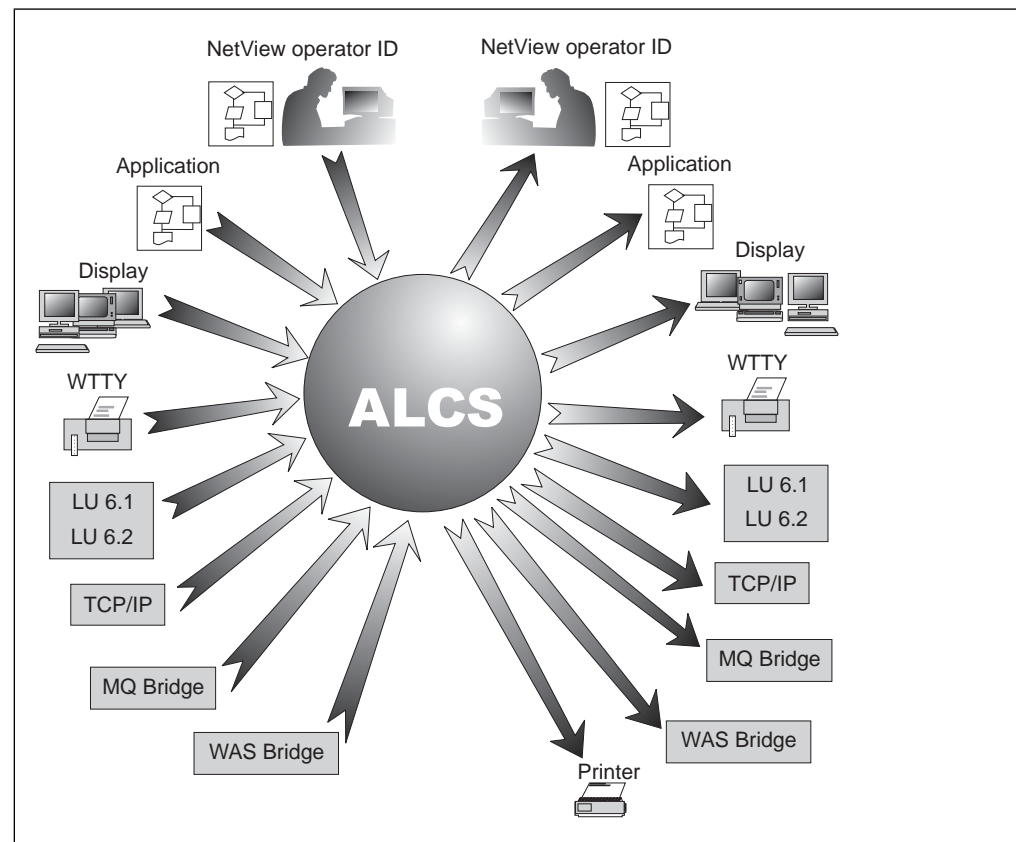 NetView operator ID
NetView operator ID
Application
Application
Display
Display
WTTY
WTTY
ALCS
LU 6.1
LU 6.2
LU 6.1
LU 6.2
TCP/IP
TCP/IP
MQ Bridge
MQ Bridge
WAS Bridge
WAS Bridge
Printer